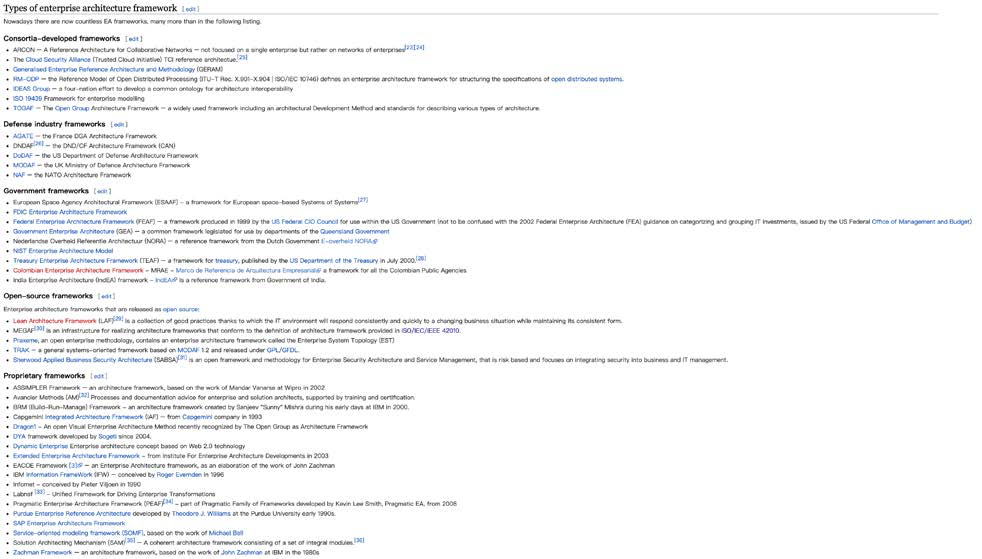 Types of enterprise architecture framework [ edit ]
Nowadays there are now countless EA frameworks, many more than in the following listing.
Consortia-developed frameworks [ edit ]
• ARCON – A Reference Architecture for Collaborative Networks – not focused on a single enterprise but rather on networks of enterprises[23][24]
• The Cloud Security Alliance (Trusted Cloud Initiative) TCI reference architectue.[25]
• Generalised Enterprise Reference Architecture and Methodology (GERAM)
• RM-ODP – the Reference Model of Open Distributed Processing (ITU-T Rec. X.901-X.904 | ISO/IEC 10746) defines an enterprise architecture framework for structuring the specifications of open distributed systems.
• IDEAS Group – a four-nation effort to develop a common ontology for architecture interoperability
• ISO 19439 Framework for enterprise modelling
• TOGAF – The Open Group Architecture Framework – a widely used framework including an architectural Development Method and standards for describing various types of architecture.
Defense industry frameworks [ edit ]
• AGATE – the France DGA Architecture Framework
• DNDAF[26] – the DND/CF Architecture Framework (CAN)
• DoDAF – the US Department of Defense Architecture Framework
• MODAF – the UK Ministry of Defence Architecture Framework
• NAF – the NATO Architecture Framework
Government frameworks [ edit ]
• European Space Agency Architectural Framework (ESAAF) – a framework for European space-based Systems of Systems[27]
• FDIC Enterprise Architecture Framework
• Federal Enterprise Architecture Framework (FEAF) – a framework produced in 1999 by the US Federal CIO Council for use within the US Government (not to be confused with the 2002 Federal Enterprise Architecture (FEA) guidance on categorizing and grouping IT investments, issued by the US Federal Office of Management and Budget)
• Government Enterprise Architecture (GEA) – a common framework legislated for use by departments of the Queensland Government
• Nederlandse Overheid Referentie Architectuur (NORA) – a reference framework from the Dutch Government E-overheid NORA
• NIST Enterprise Architecture Model
• Treasury Enterprise Architecture Framework (TEAF) – a framework for treasury, published by the US Department of the Treasury in July 2000.[28]
• Colombian Enterprise Architecture Framework – MRAE – Marco de Referencia de Arquitectura Empresarial a framework for all the Colombian Public Agencies
• India Enterprise Architecture (IndEA) framework – IndEA is a reference framework from Government of India.
Open-source frameworks [ edit ]
Enterprise architecture frameworks that are released as open source:
• Lean Architecture Framework (LAF)[29] is a collection of good practices thanks to which the IT environment will respond consistently and quickly to a changing business situation while maintaining its consistent form.
• MEGAF[30] is an infrastructure for realizing architecture frameworks that conform to the definition of architecture framework provided in ISO/IEC/IEEE 42010.
• Praxeme, an open enterprise methodology, contains an enterprise architecture framework called the Enterprise System Topology (EST)
• TRAK – a general systems-oriented framework based on MODAF 1.2 and released under GPL/GFDL.
• Sherwood Applied Business Security Architecture (SABSA)[31] is an open framework and methodology for Enterprise Security Architecture and Service Management, that is risk based and focuses on integrating security into business and IT management.
Proprietary frameworks [ edit ]
• ASSIMPLER Framework – an architecture framework, based on the work of Mandar Vanarse at Wipro in 2002
• Avancier Methods (AM)[32] Processes and documentation advice for enterprise and solution architects, supported by training and certification.
• BRM (Build-Run-Manage) Framework – an architecture framework created by Sanjeev "Sunny" Mishra during his early days at IBM in 2000.
• Capgemini Integrated Architecture Framework (IAF) – from Capgemini company in 1993
• Dragon1 – An open Visual Enterprise Architecture Method recently recognized by The Open Group as Architecture Framework
• DYA framework developed by Sogeti since 2004.
• Dynamic Enterprise Enterprise architecture concept based on Web 2.0 technology
• Extended Enterprise Architecture Framework – from Institute For Enterprise Architecture Developments in 2003
• EACOE Framework [3] – an Enterprise Architecture framework, as an elaboration of the work of John Zachman
• IBM Information FrameWork (IFW) – conceived by Roger Evernden in 1996
• Infomet – conceived by Pieter Viljoen in 1990
• Labnaf [33] – Unified Framework for Driving Enterprise Transformations
• Pragmatic Enterprise Architecture Framework (PEAF)[34] – part of Pragmatic Family of Frameworks developed by Kevin Lee Smith, Pragmatic EA, from 2008
• Purdue Enterprise Reference Architecture developed by Theodore J. Williams at the Purdue University early 1990s.
• SAP Enterprise Architecture Framework
• Service-oriented modeling framework (SOMF), based on the work of Michael Bell
• Solution Architecting Mechanism (SAM)[35] – A coherent architecture framework consisting of a set of integral modules.[36]
• Zachman Framework – an architecture framework, based on the work of John Zachman at IBM in the 1980s